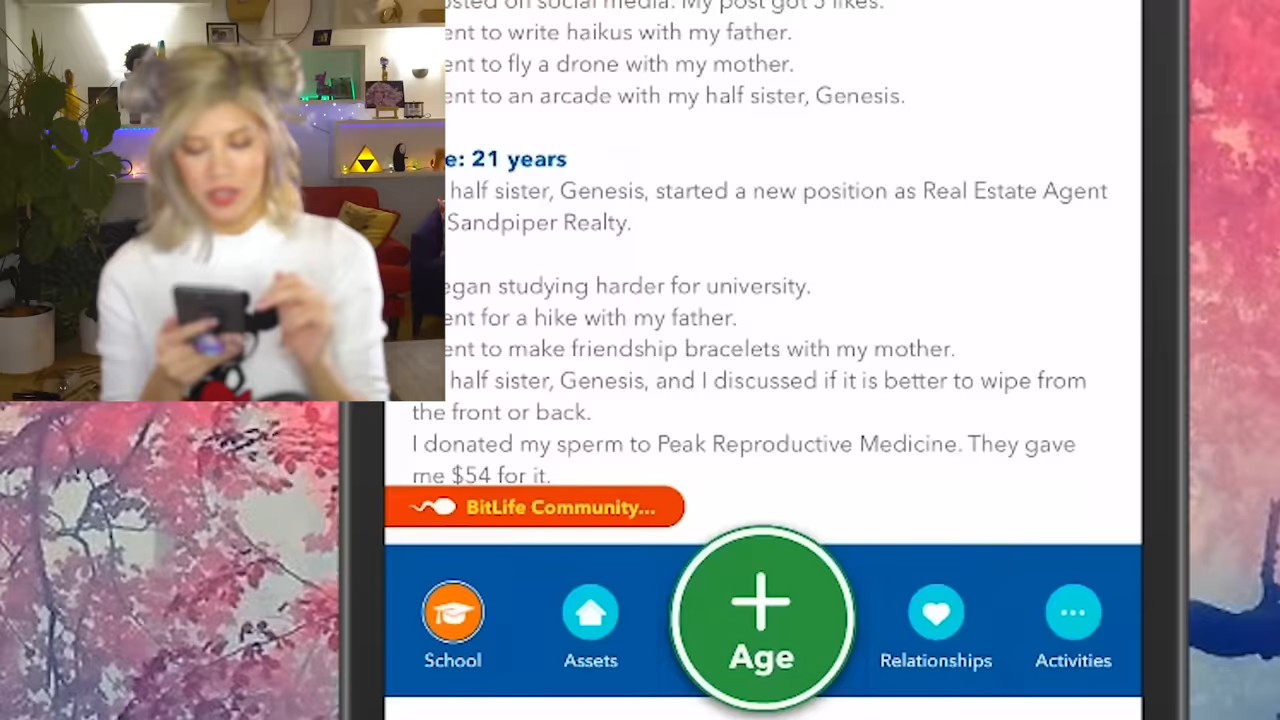 sted on social media. My post got 5 likes.
ent to write haikus with my father.
ent to fly a drone with my mother.
ent to an arcade with my half sister, Genesis.
e: 21 years
half sister, Genesis, started a new position as Real Estate Agent
Sandpiper Realty.
egan studying harder for university.
ent for a hike with my father.
ent to make friendship bracelets with my mother.
half sister, Genesis, and I discussed if it is better to wipe from
the front or back.
I donated my sperm to Peak Reproductive Medicine. They gave
me $54 for it.
BitLife Community...
School
Assets
Age
Relationships
Activities